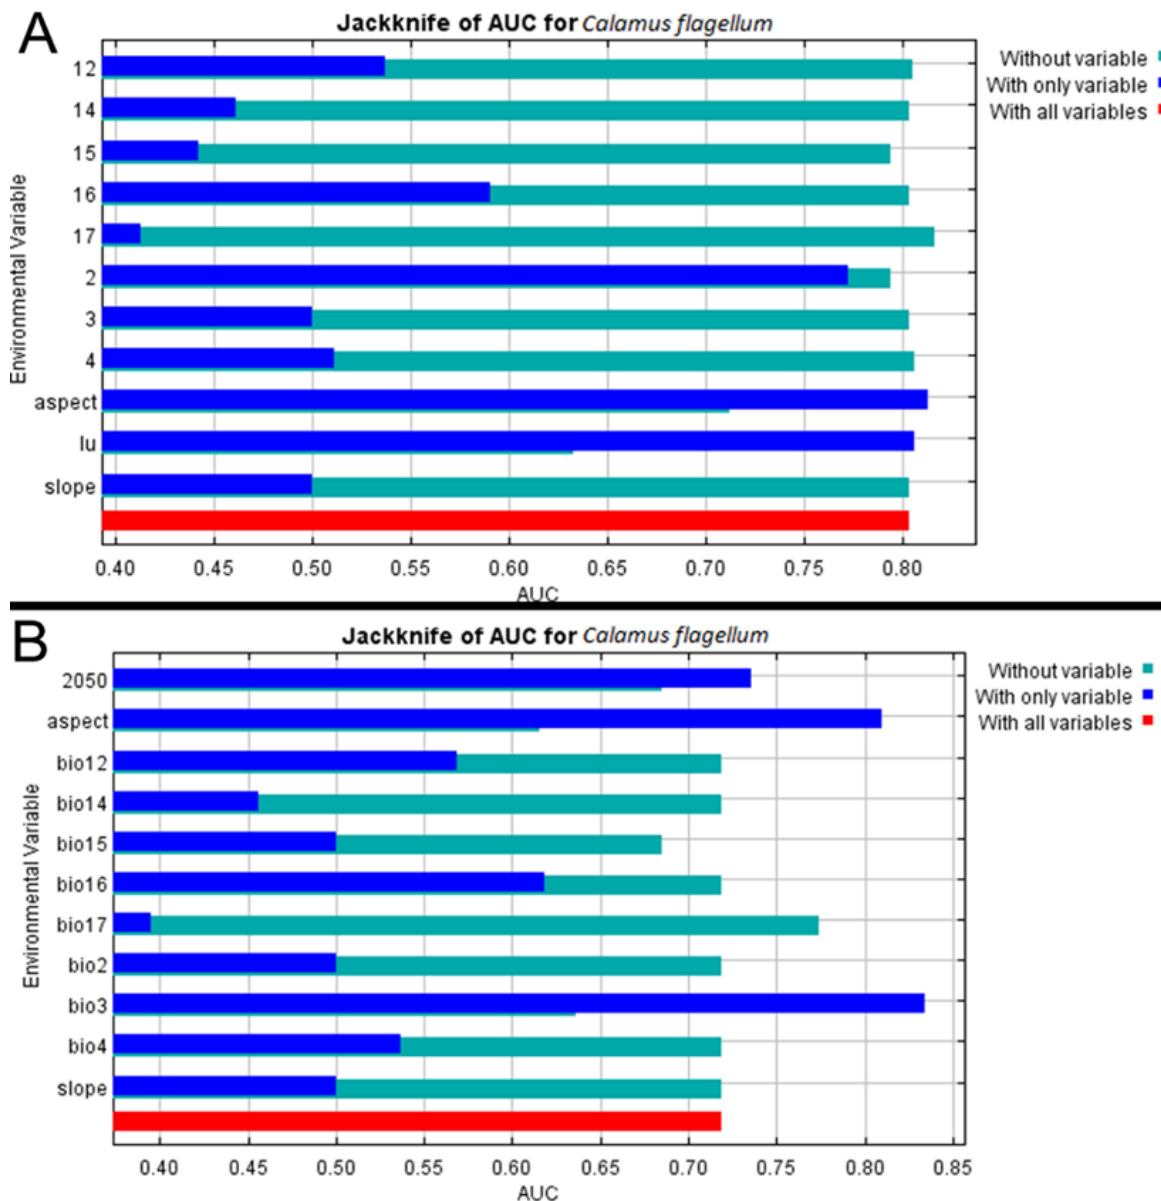 A
Jackknife of AUC for Calamus flagellum
Without variable
With only variable
With all variables
Environmental Variable
12
14
15
16
17
2
3
4
aspect
lu
slope
0.40 0.45 0.50 0.55 0.60 0.65 0.70 0.75 0.80
AUC
B
Jackknife of AUC for Calamus flagellum
Without variable
With only variable
With all variables
Environmental Variable
2050
aspect
bio12
bio14
bio15
bio16
bio17
bio2
bio3
bio4
slope
0.40 0.45 0.50 0.55 0.60 0.65 0.70 0.75 0.80 0.85
AUC